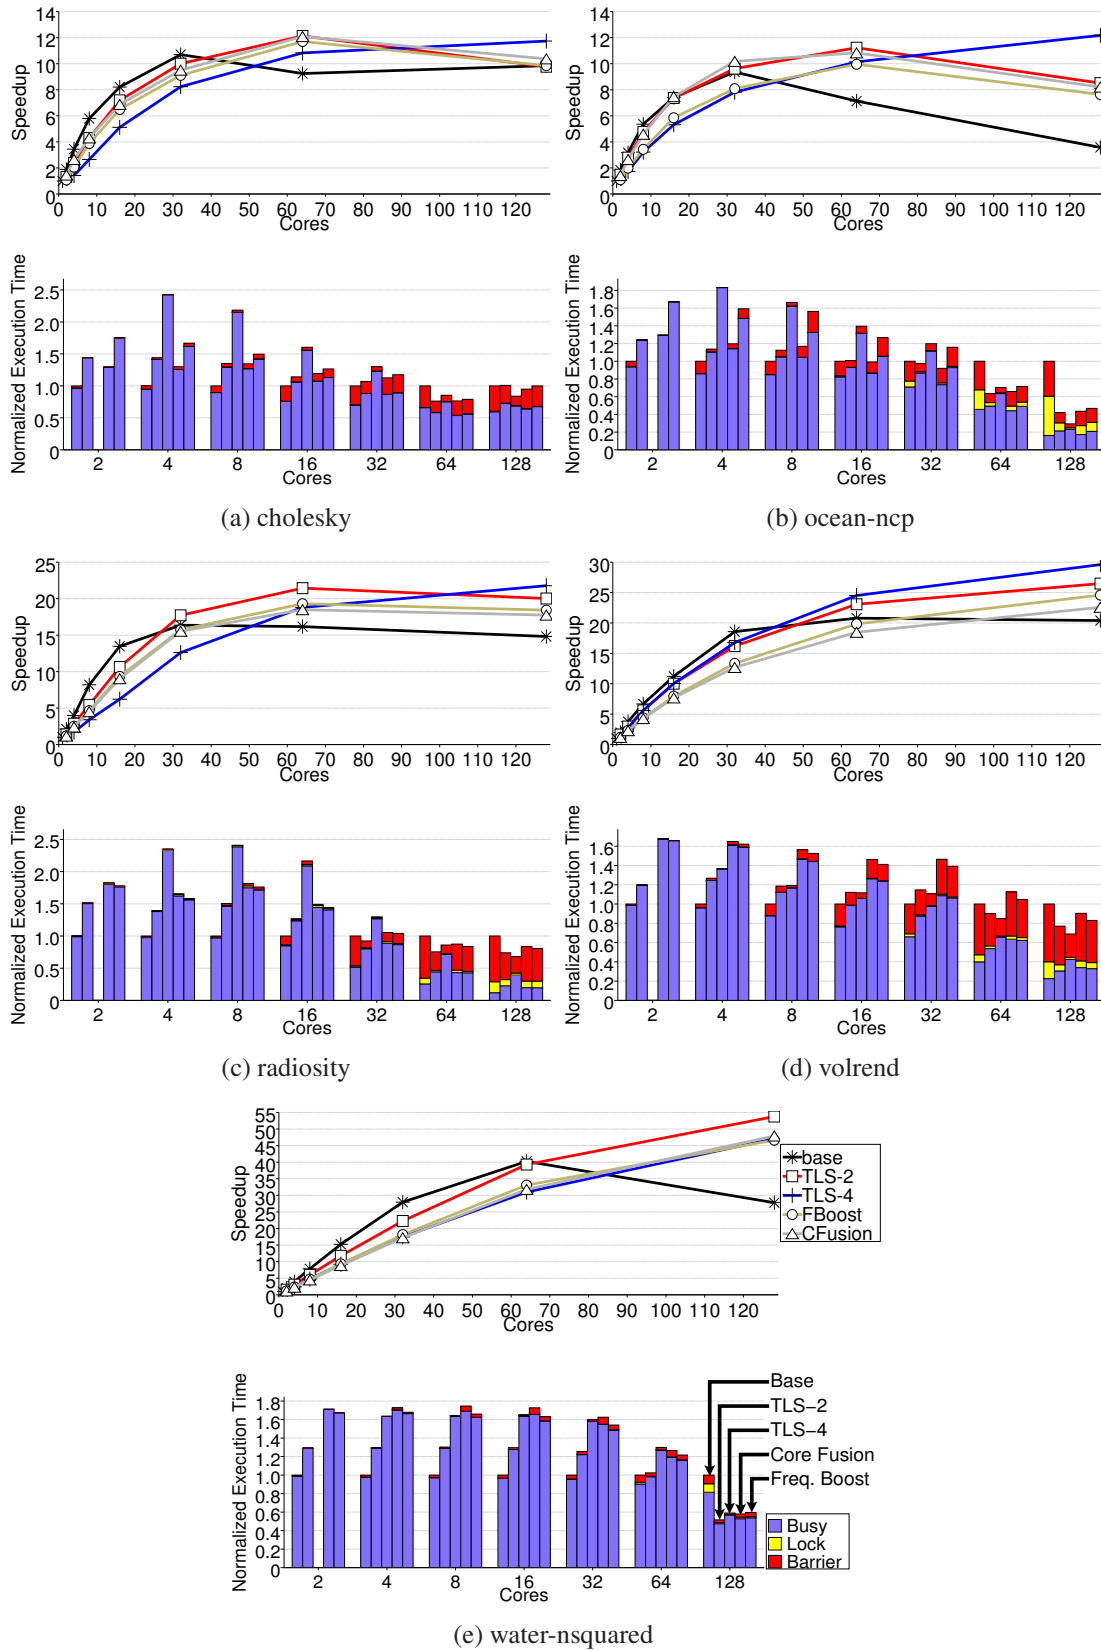 14
12
10
8
6
4
2
0
Speedup
0 10 20 30 40 50 60 70 80 90 100 110 120
Cores
14
12
10
8
6
4
2
0
Speedup
0 10 20 30 40 50 60 70 80 90 100 110 120
Cores
Normalized Execution Time
2.5
2.0
1.5
1.0
0.5
0
2 4 8 16 32 64 128
Cores
Normalized Execution Time
1.8
1.6
1.4
1.2
1.0
0.8
0.6
0.4
0.2
0
2 4 8 16 32 64 128
Cores
(a) cholesky
(b) ocean-ncp
25
20
15
10
5
0
Speedup
0 10 20 30 40 50 60 70 80 90 100 110 120
Cores
30
25
20
15
10
5
0
Speedup
0 10 20 30 40 50 60 70 80 90 100 110 120
Cores
Normalized Execution Time
2.5
2.0
1.5
1.0
0.5
0
2 4 8 16 32 64 128
Cores
Normalized Execution Time
1.6
1.4
1.2
1.0
0.8
0.6
0.4
0.2
0
2 4 8 16 32 64 128
Cores
(c) radiosity
(d) volrend
55
50
45
40
35
30
25
20
15
10
5
0
Speedup
0 10 20 30 40 50 60 70 80 90 100 110 120
Cores
base
TLS-2
TLS-4
FBoost
CFusion
Normalized Execution Time
1.8
1.6
1.4
1.2
1.0
0.8
0.6
0.4
0.2
0
2 4 8 16 32 64 128
Cores
Base
TLS-2
TLS-4
Core Fusion
Freq. Boost
Busy
Lock
Barrier
(e) water-nsquared